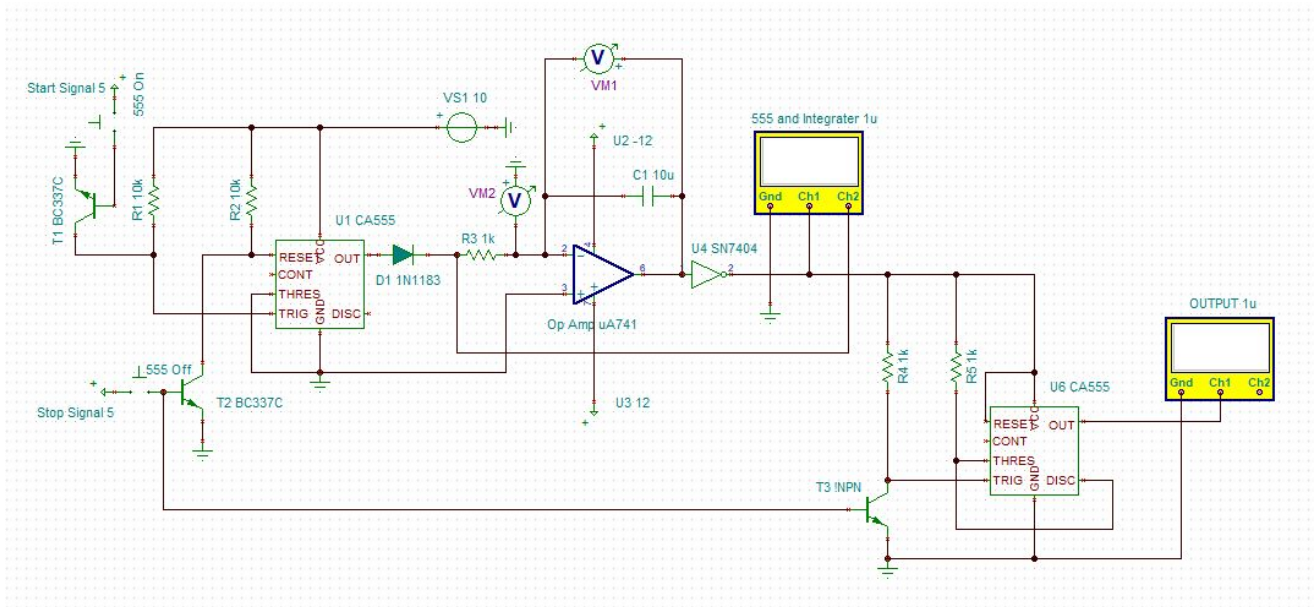 Start Signal 5
555 On
T1 BC337C
R1 10k
R2 10k
VS1 10
U1 CA555
RESET
CONT
THRES
TRIG
VCC
GND
OUT
DISC
D1 1N1183
555 Off
Stop Signal 5
T2 BC337C
V
VM1
U2 -12
VM2
V
C1 10u
R3 1k
2
3
4
6
7
Op Amp uA741
U3 12
U4 SN7404
1
2
555 and Integrater 1u
Gnd Ch1 Ch2
R4 1k
R5 1k
T3 !NPN
U6 CA555
RESET
CONT
THRES
TRIG
VCC
GND
OUT
DISC
OUTPUT 1u
Gnd Ch1 Ch2